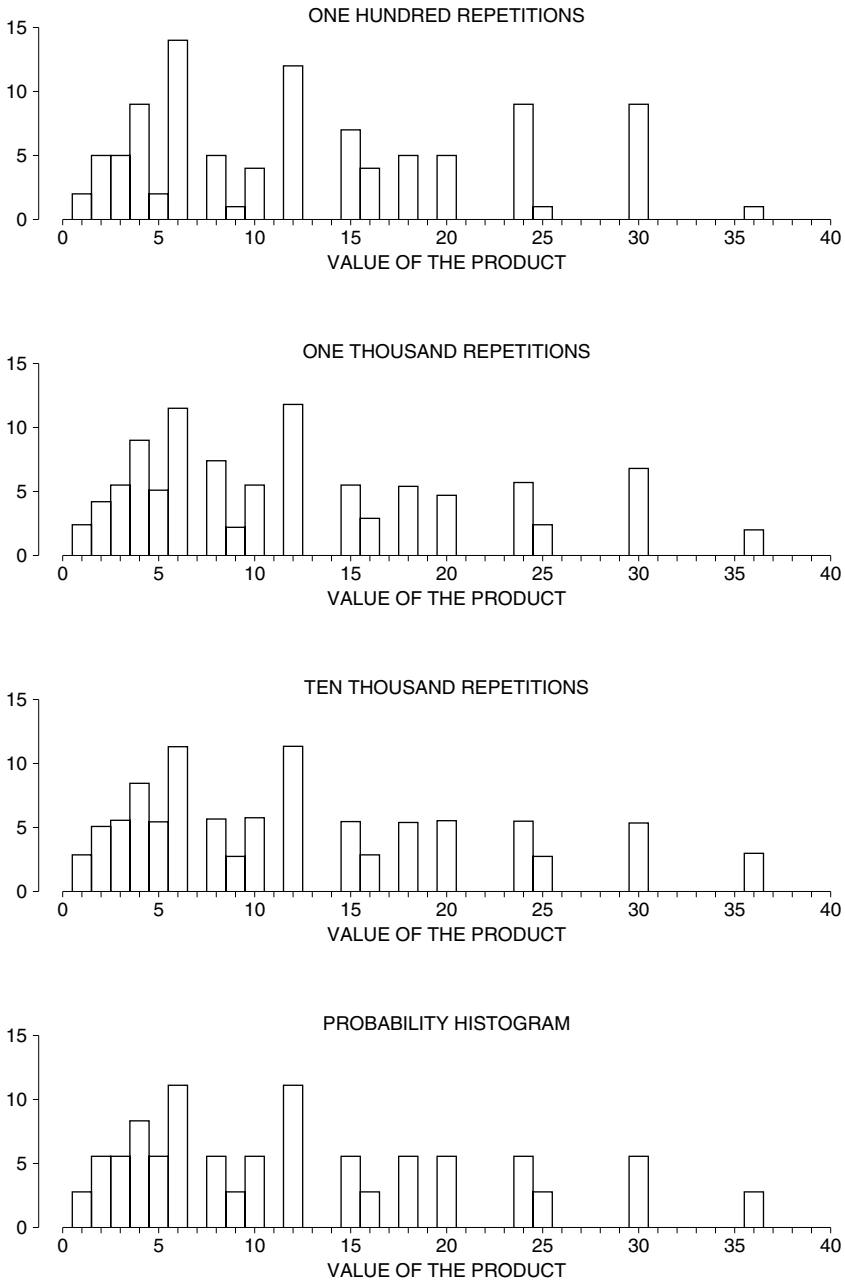 ONE HUNDRED REPETITIONS
15
10
5
0
0 5 10 15 20 25 30 35 40
VALUE OF THE PRODUCT
ONE THOUSAND REPETITIONS
15
10
5
0
0 5 10 15 20 25 30 35 40
VALUE OF THE PRODUCT
TEN THOUSAND REPETITIONS
15
10
5
0
0 5 10 15 20 25 30 35 40
VALUE OF THE PRODUCT
PROBABILITY HISTOGRAM
15
10
5
0
0 5 10 15 20 25 30 35 40
VALUE OF THE PRODUCT